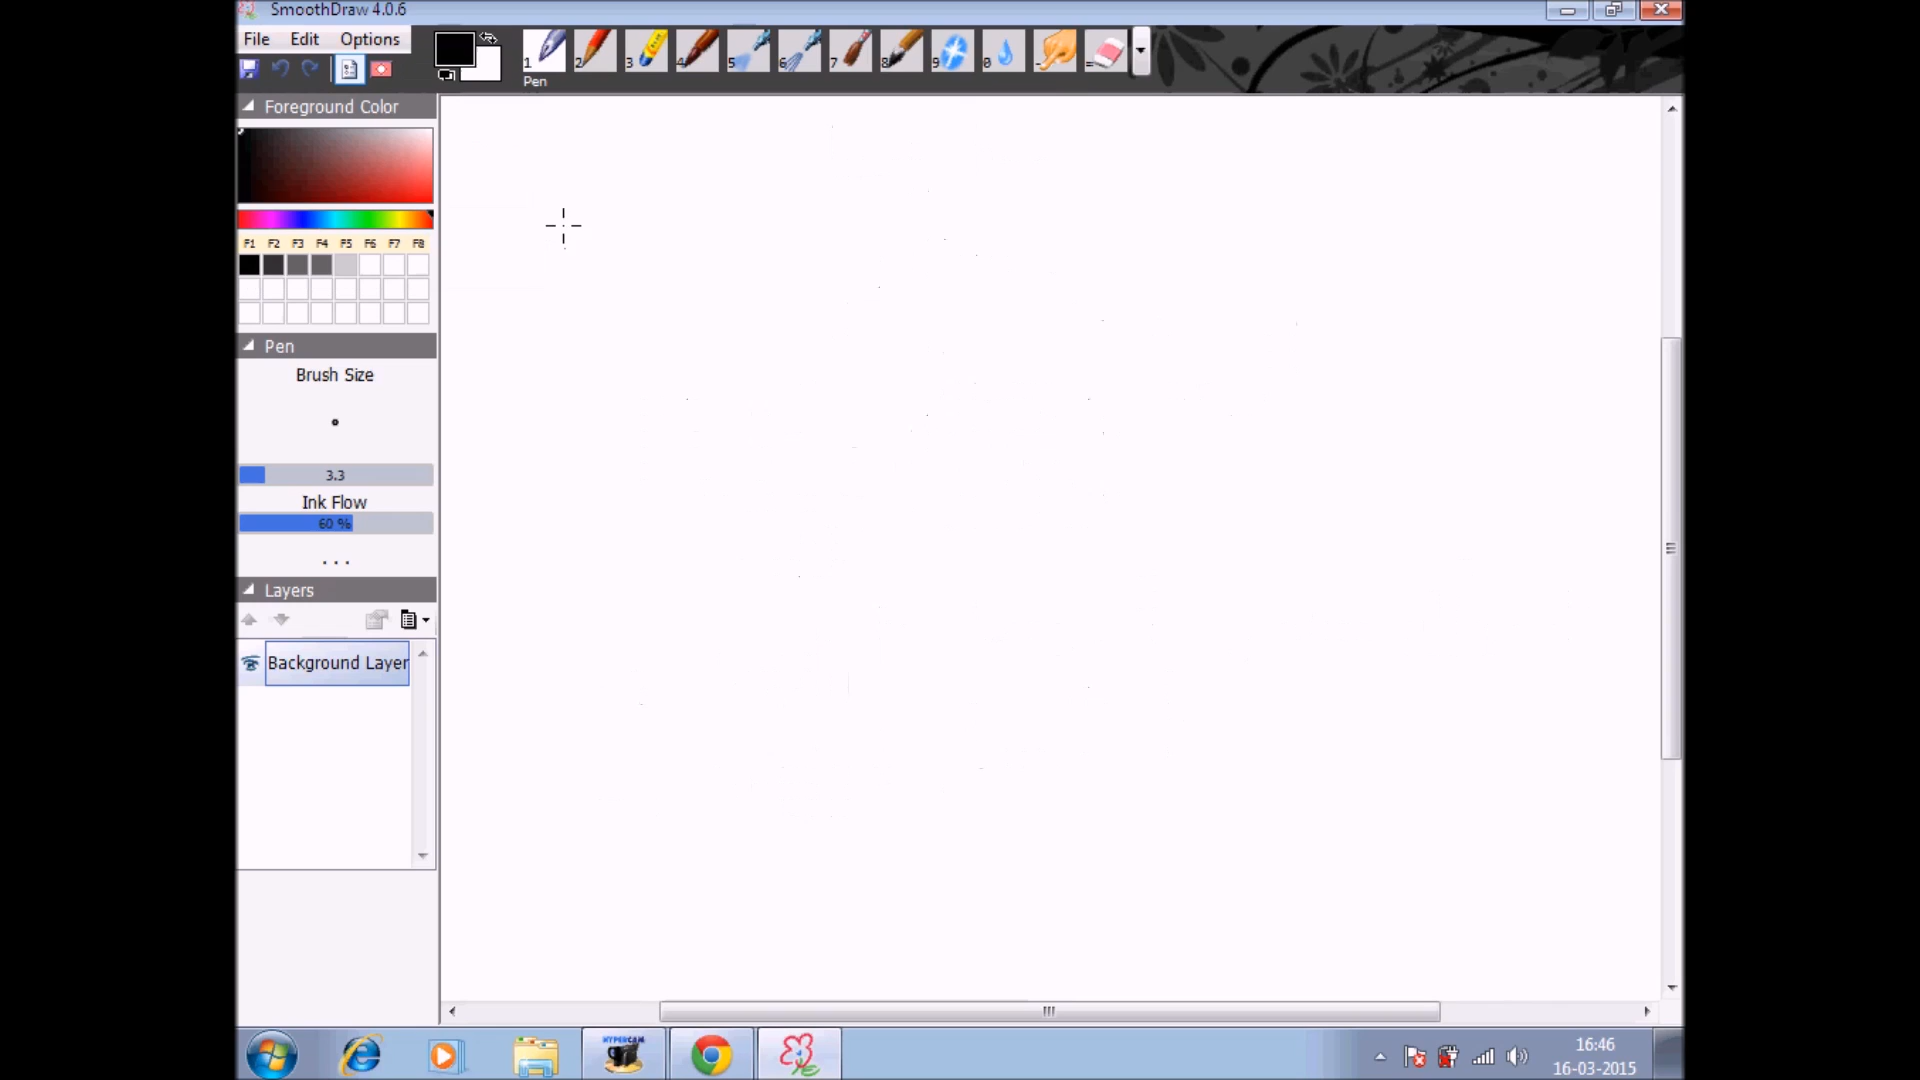 SmoothDraw 4.0.6
File Edit Options
1 2 3 4 5 6 7 8 9 0 - =
Pen
Foreground Color
F1 F2 F3 F4 F5 F6 F7 F8
Pen
Brush Size
3.3
Ink Flow
60 %
...
Layers
Background Layer
HYPERCAM
16:46
16-03-2015